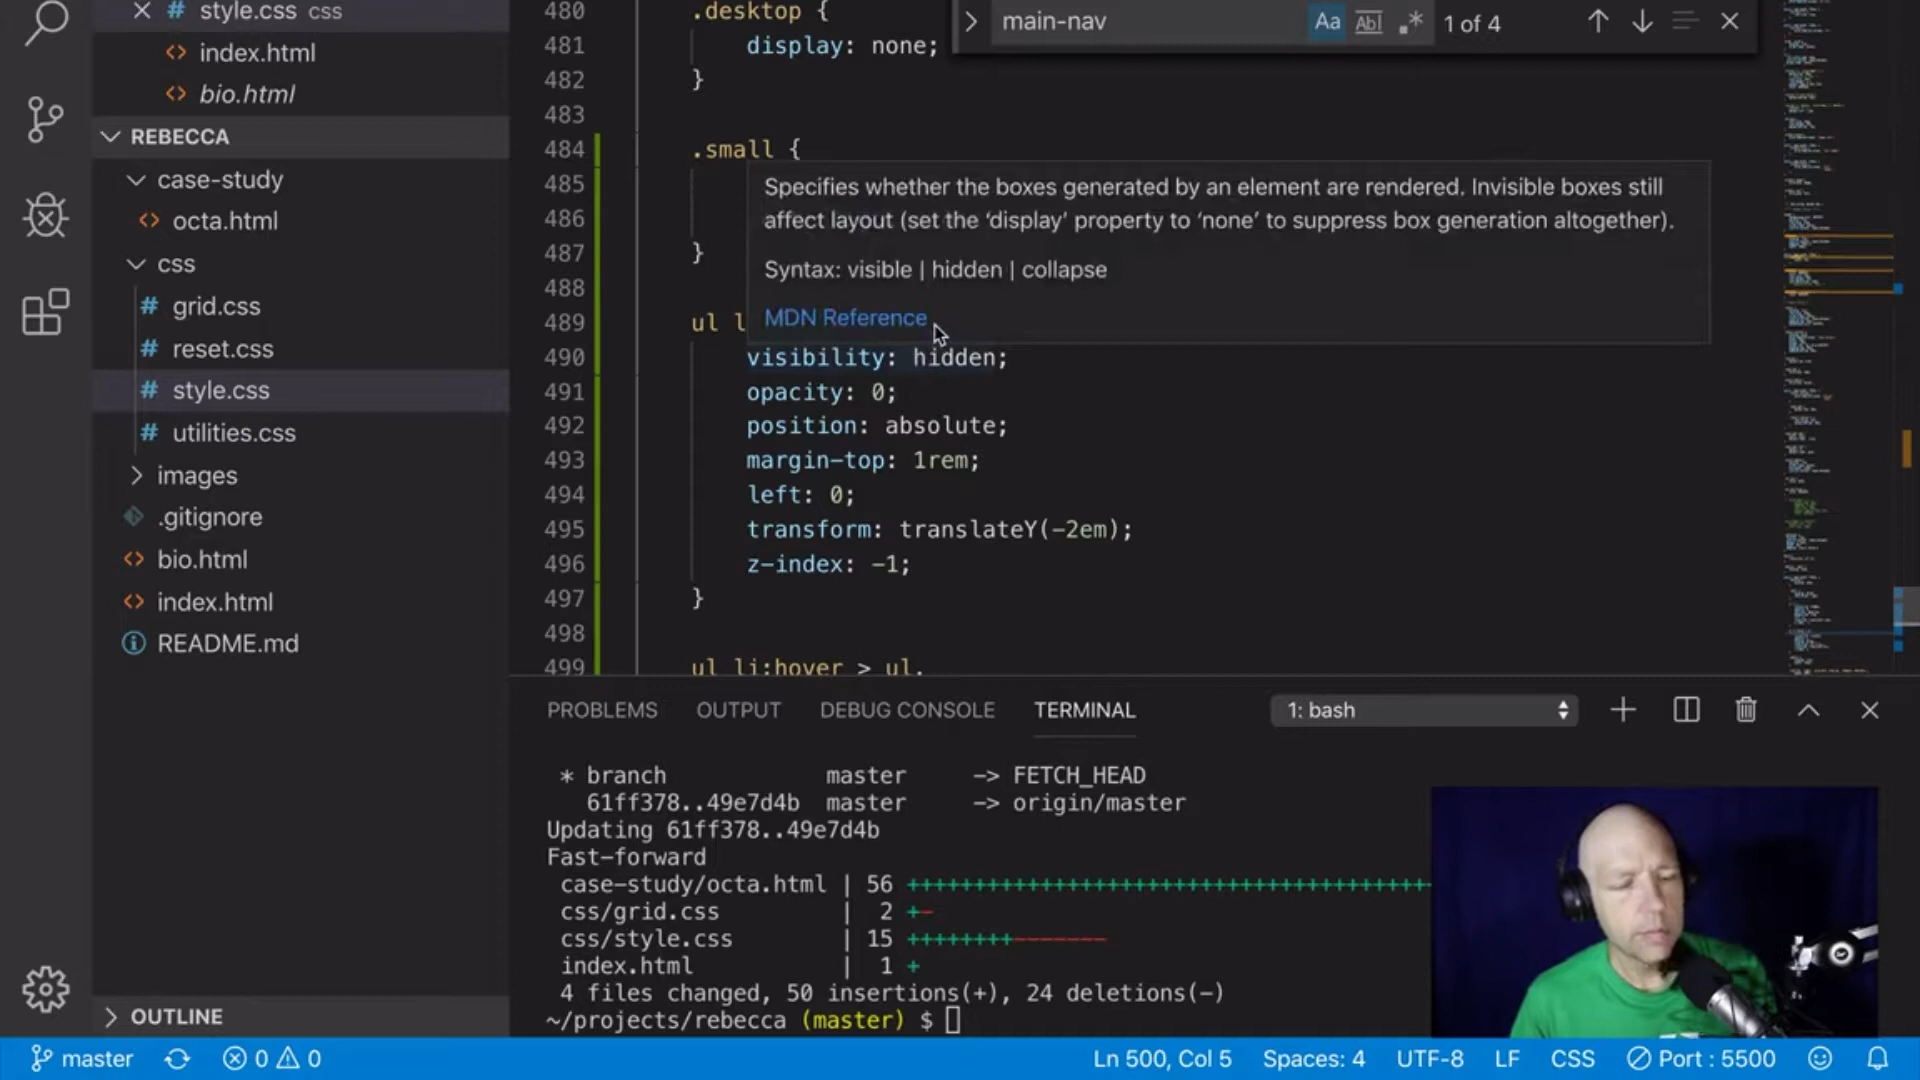 # style.css css
<> index.html
<> bio.html
REBECCA
case-study
<> octa.html
css
# grid.css
# reset.css
# style.css
# utilities.css
images
.gitignore
<> bio.html
<> index.html
README.md
OUTLINE
main-nav Aa Abl .* 1 of 4
480 .desktop {
481 display: none;
482 }
483
484 .small {
485
486
487 }
488
489 ul l
490 visibility: hidden;
491 opacity: 0;
492 position: absolute;
493 margin-top: 1rem;
494 left: 0;
495 transform: translateY(-2em);
496 z-index: -1;
497 }
498
499 ul li:hover > ul,
Specifies whether the boxes generated by an element are rendered. Invisible boxes still
affect layout (set the ‘display’ property to ‘none’ to suppress box generation altogether).
Syntax: visible | hidden | collapse
MDN Reference
PROBLEMS OUTPUT DEBUG CONSOLE TERMINAL 1: bash
* branch master -> FETCH_HEAD
61ff378..49e7d4b master -> origin/master
Updating 61ff378..49e7d4b
Fast-forward
case-study/octa.html | 56 +++++++++++++++++++++++++++++++++++++++
css/grid.css | 2 +-
css/style.css | 15 ++++++++-------
index.html | 1 +
4 files changed, 50 insertions(+), 24 deletions(-)
~/projects/rebecca (master) $
master 0 0 Ln 500, Col 5 Spaces: 4 UTF-8 LF CSS Port : 5500